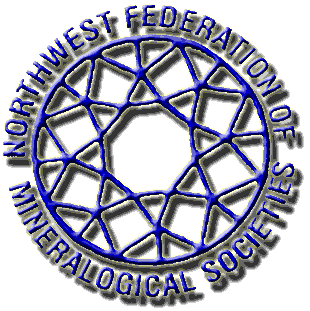 NORTHWEST FEDERATION OF
MINERALOGICAL SOCIETIES